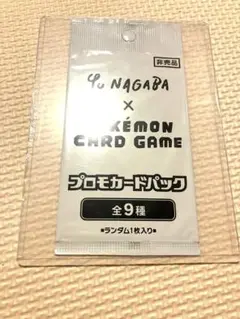 非売品
YU NAGABA
×
POKÉMON
CARD GAME
プロモカードパック
全9種
*ランダム1枚入り*